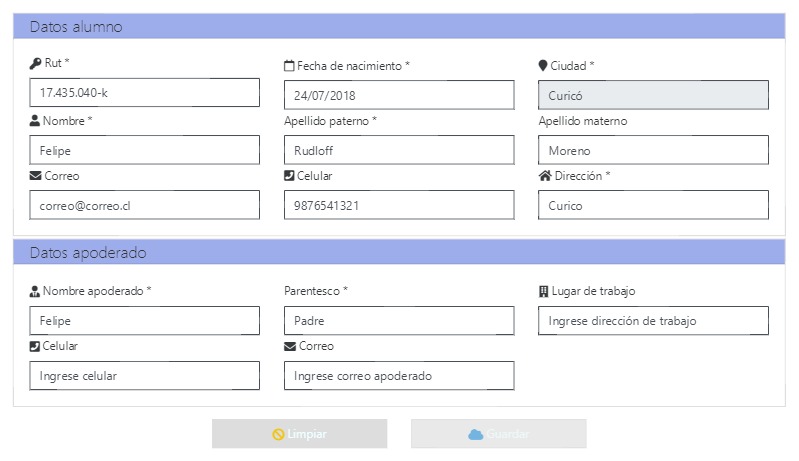 Datos alumno
Rut * Fecha de nacimiento * Ciudad *
17.435.040-k 24/07/2018 Curicó
Nombre * Apellido paterno * Apellido materno
Felipe Rudloff Moreno
Correo Celular Dirección *
correo@correo.cl 9876541321 Curico
Datos apoderado
Nombre apoderado * Parentesco * Lugar de trabajo
Felipe Padre Ingrese dirección de trabajo
Celular Correo
Ingrese celular Ingrese correo apoderado
Limpiar Guardar